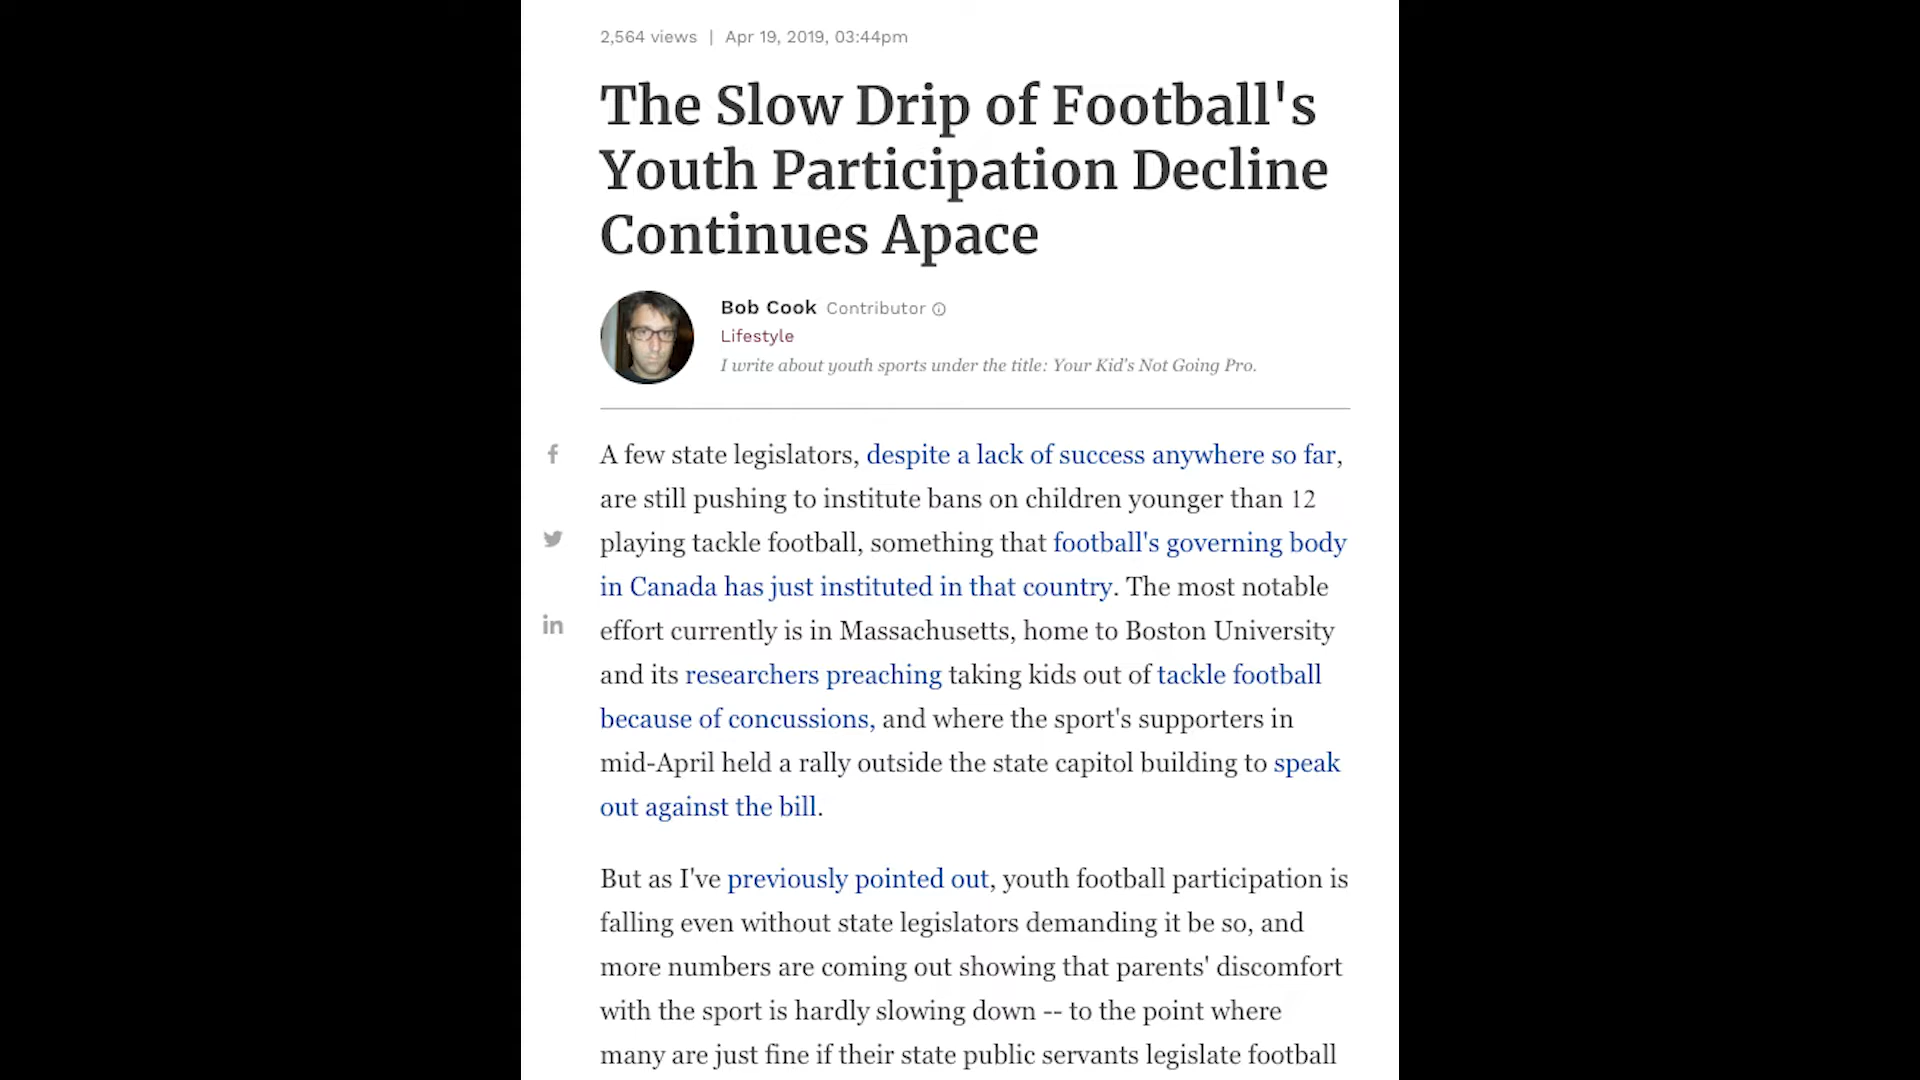 2,564 views | Apr 19, 2019, 03:44pm
The Slow Drip of Football's
Youth Participation Decline
Continues Apace
Bob Cook Contributor
Lifestyle
I write about youth sports under the title: Your Kid's Not Going Pro.
A few state legislators, despite a lack of success anywhere so far,
are still pushing to institute bans on children younger than 12
playing tackle football, something that football's governing body
in Canada has just instituted in that country. The most notable
effort currently is in Massachusetts, home to Boston University
and its researchers preaching taking kids out of tackle football
because of concussions, and where the sport's supporters in
mid-April held a rally outside the state capitol building to speak
out against the bill.
But as I've previously pointed out, youth football participation is
falling even without state legislators demanding it be so, and
more numbers are coming out showing that parents' discomfort
with the sport is hardly slowing down -- to the point where
many are just fine if their state public servants legislate football